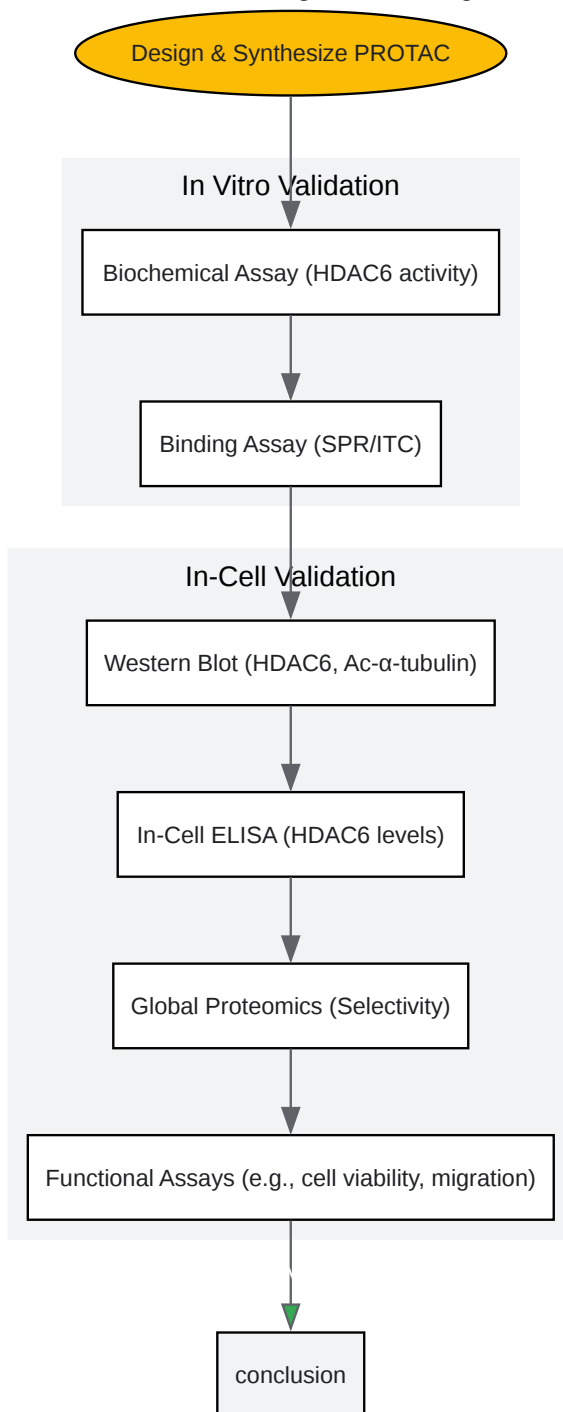 Design & Synthesize PROTAC
In Vitro Validation
Biochemical Assay (HDAC6 activity)
Binding Assay (SPR/ITC)
In-Cell Validation
Western Blot (HDAC6, Ac-α-tubulin)
In-Cell ELISA (HDAC6 levels)
Global Proteomics (Selectivity)
Functional Assays (e.g., cell viability, migration)
conclusion